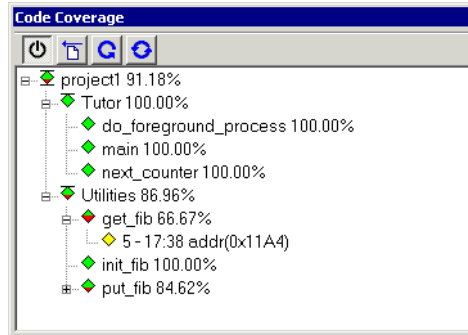 Code Coverage
project1 91.18%
Tutor 100.00%
do_foreground_process 100.00%
main 100.00%
next_counter 100.00%
Utilities 86.96%
get_fib 66.67%
5 - 17:38 addr(0x11A4)
init_fib 100.00%
put_fib 84.62%